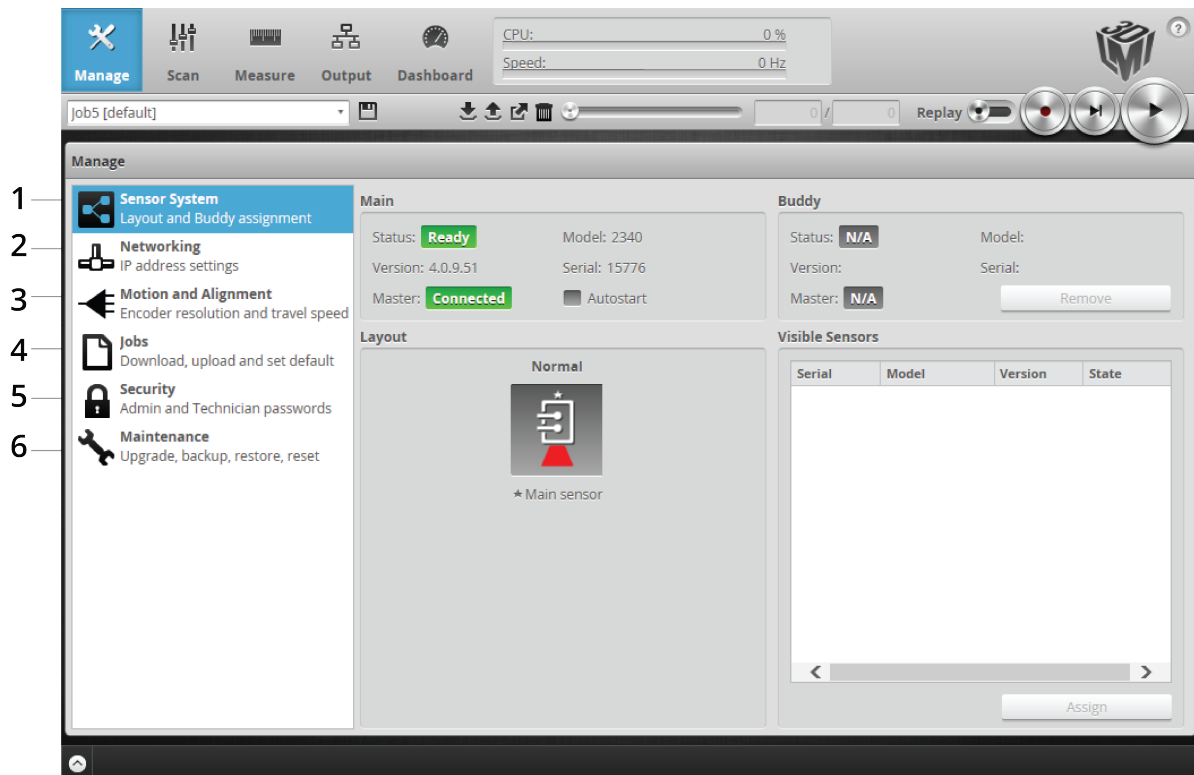 Manage
Scan
Measure
Output
Dashboard
CPU: 0 %
Speed: 0 Hz
LMI3D
?
Job5 [default]
0 / 0
Replay
Manage
1
Sensor System
Layout and Buddy assignment
2
Networking
IP address settings
3
Motion and Alignment
Encoder resolution and travel speed
4
Jobs
Download, upload and set default
5
Security
Admin and Technician passwords
6
Maintenance
Upgrade, backup, restore, reset
Main
Status: Ready Model: 2340
Version: 4.0.9.51 Serial: 15776
Master: Connected Autostart
Layout
Normal
★ Main sensor
Buddy
Status: N/A Model:
Version: Serial:
Master: N/A Remove
Visible Sensors
Serial Model Version State
Assign